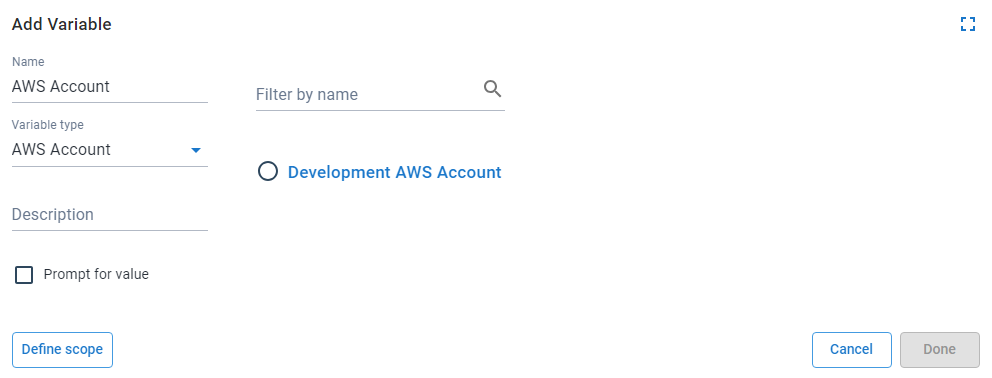 Add Variable
Name
AWS Account
Filter by name
Variable type
AWS Account
Development AWS Account
Description
Prompt for value
Define scope
Cancel
Done